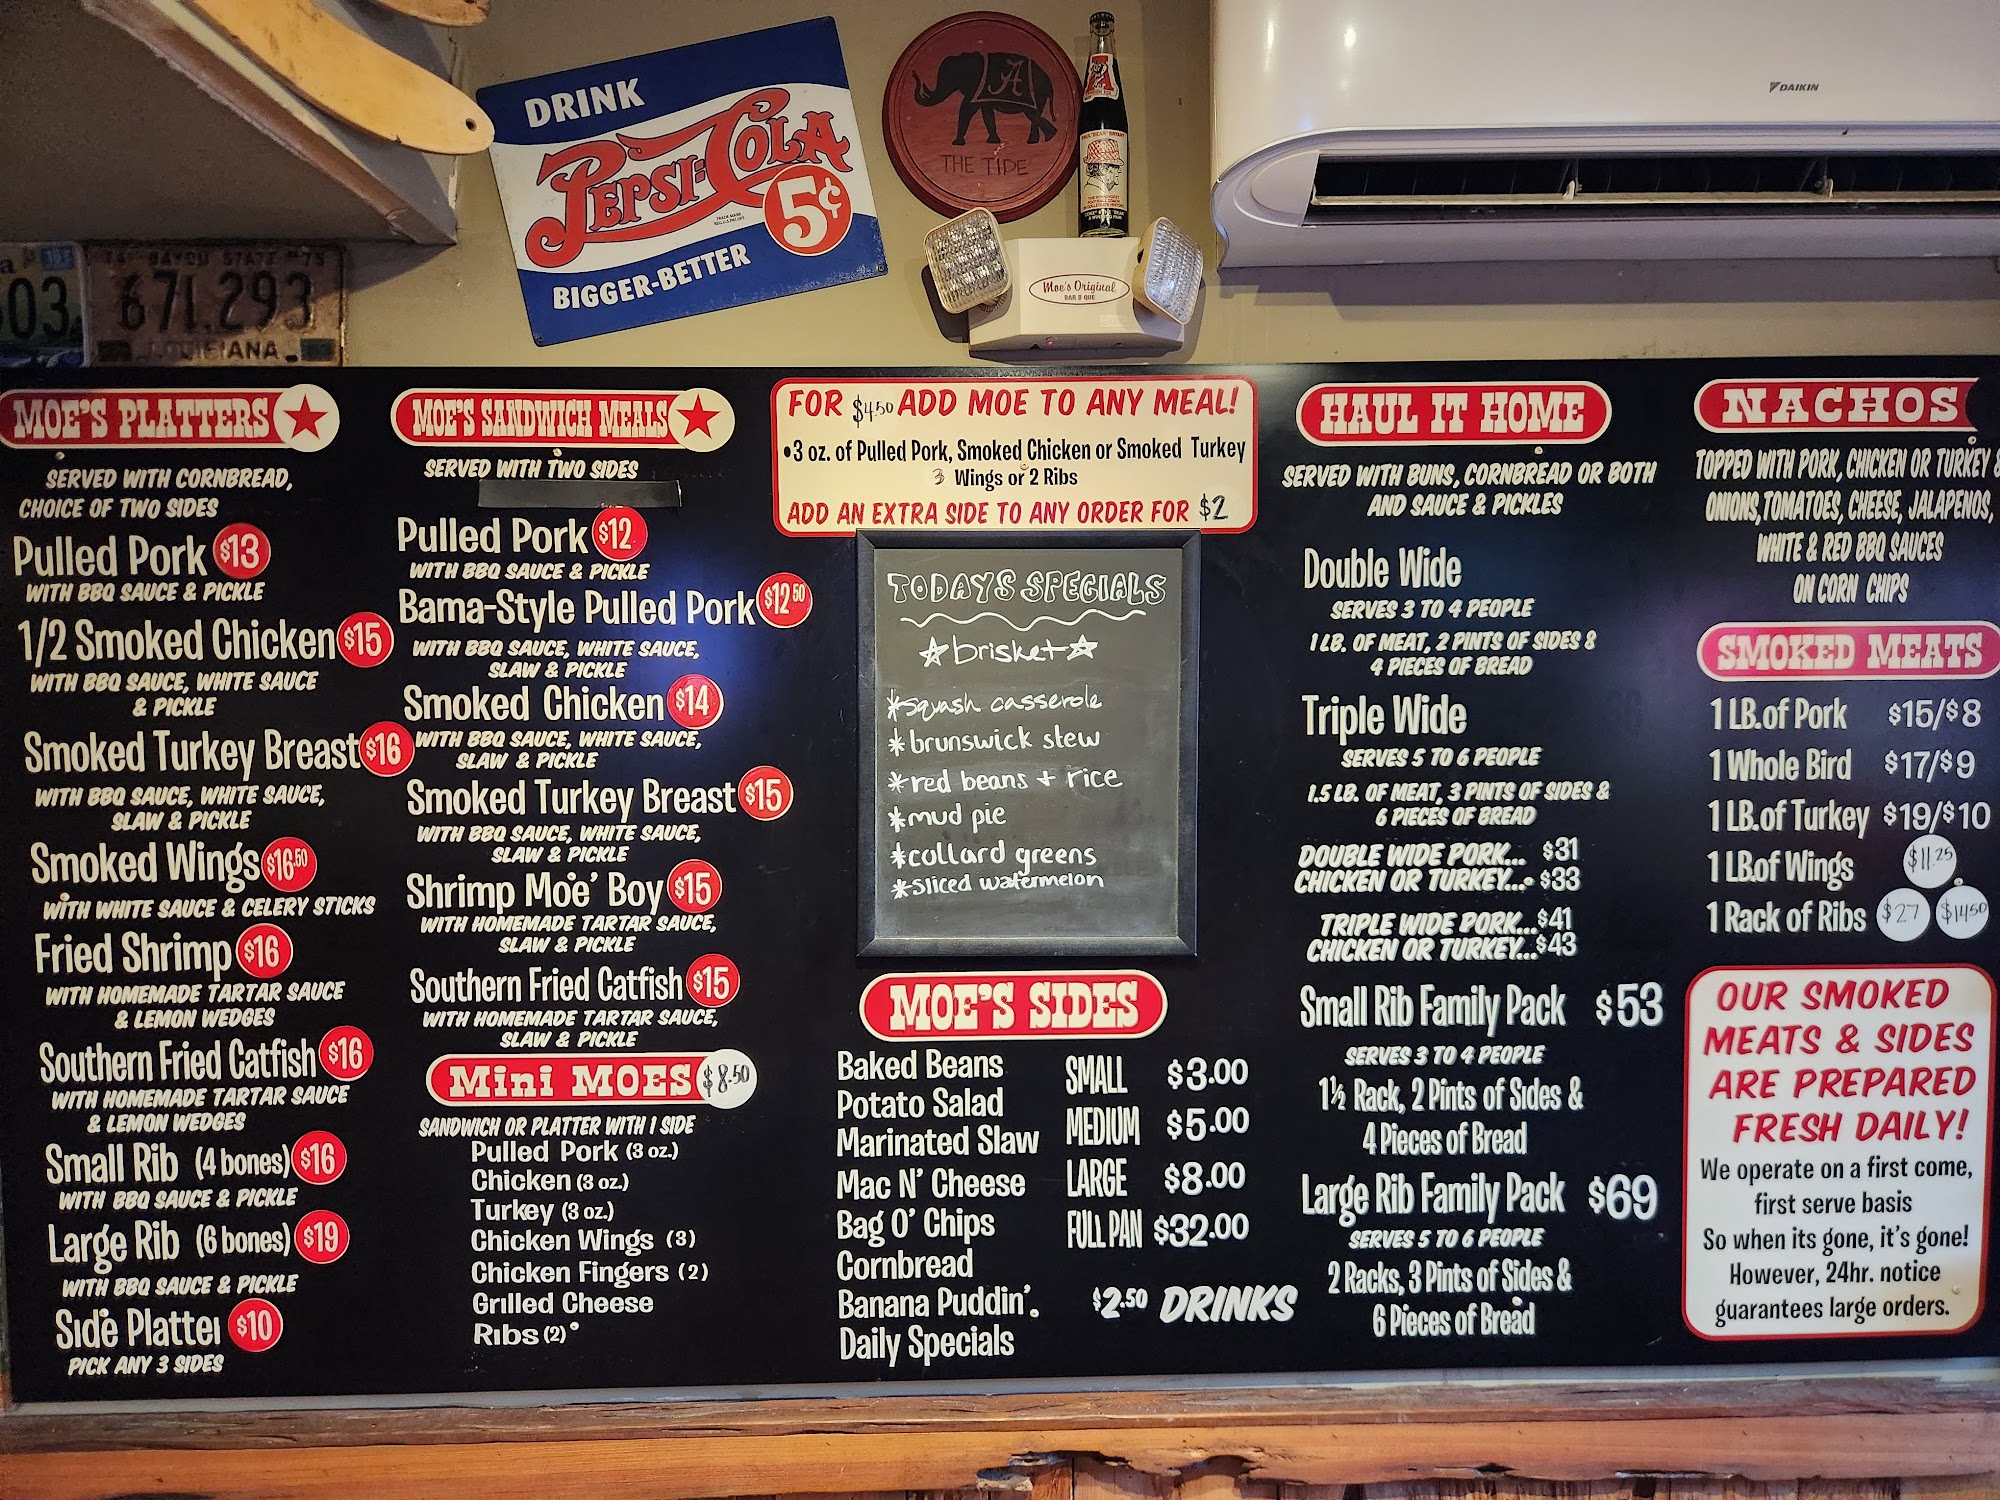 DRINK
PEPSI-COLA
5¢
BIGGER-BETTER
A
THE TIDE
DAIKIN
Moe's Original
BAR B QUE
03
74 BAYOU STATE 75
671,293
LOUISIANA
MOE'S PLATTERS
SERVED WITH CORNBREAD,
CHOICE OF TWO SIDES
Pulled Pork $13
WITH BBQ SAUCE & PICKLE
1/2 Smoked Chicken $15
WITH BBQ SAUCE, WHITE SAUCE
& PICKLE
Smoked Turkey Breast $16
WITH BBQ SAUCE, WHITE SAUCE,
SLAW & PICKLE
Smoked Wings $16.50
WITH WHITE SAUCE & CELERY STICKS
Fried Shrimp $16
WITH HOMEMADE TARTAR SAUCE
& LEMON WEDGES
Southern Fried Catfish $16
WITH HOMEMADE TARTAR SAUCE
& LEMON WEDGES
Small Rib (4 bones) $16
WITH BBQ SAUCE & PICKLE
Large Rib (6 bones) $19
WITH BBQ SAUCE & PICKLE
Side Platter $10
PICK ANY 3 SIDES
MOE'S SANDWICH MEALS
SERVED WITH TWO SIDES
Pulled Pork $12
WITH BBQ SAUCE & PICKLE
Bama-Style Pulled Pork $12.50
WITH BBQ SAUCE, WHITE SAUCE,
SLAW & PICKLE
Smoked Chicken $14
WITH BBQ SAUCE, WHITE SAUCE,
SLAW & PICKLE
Smoked Turkey Breast $15
WITH BBQ SAUCE, WHITE SAUCE,
SLAW & PICKLE
Shrimp Moe' Boy $15
WITH HOMEMADE TARTAR SAUCE,
SLAW & PICKLE
Southern Fried Catfish $15
WITH HOMEMADE TARTAR SAUCE,
SLAW & PICKLE
Mini MOES $8.50
SANDWICH OR PLATTER WITH 1 SIDE
Pulled Pork (3 oz.)
Chicken (3 oz.)
Turkey (3 oz.)
Chicken Wings (3)
Chicken Fingers (2)
Grilled Cheese
Ribs (2)
FOR $4.50 ADD MOE TO ANY MEAL!
•3 oz. of Pulled Pork, Smoked Chicken or Smoked Turkey
3 Wings or 2 Ribs
ADD AN EXTRA SIDE TO ANY ORDER FOR $2
TODAYS SPECIALS
☆brisket☆
*squash casserole
*brunswick stew
*red beans + rice
*mud pie
*collard greens
*sliced watermelon
MOE'S SIDES
Baked Beans
Potato Salad
Marinated Slaw
Mac N' Cheese
Bag O' Chips
Cornbread
Banana Puddin'.
Daily Specials
SMALL $3.00
MEDIUM $5.00
LARGE $8.00
FULL PAN $32.00
$2.50 DRINKS
HAUL IT HOME
SERVED WITH BUNS, CORNBREAD OR BOTH
AND SAUCE & PICKLES
Double Wide
SERVES 3 TO 4 PEOPLE
1 LB. OF MEAT, 2 PINTS OF SIDES &
4 PIECES OF BREAD
Triple Wide
SERVES 5 TO 6 PEOPLE
1.5 LB. OF MEAT, 3 PINTS OF SIDES &
6 PIECES OF BREAD
DOUBLE WIDE PORK... $31
CHICKEN OR TURKEY... $33
TRIPLE WIDE PORK...$41
CHICKEN OR TURKEY...$43
Small Rib Family Pack $53
SERVES 3 TO 4 PEOPLE
1½ Rack, 2 Pints of Sides &
4 Pieces of Bread
Large Rib Family Pack $69
SERVES 5 TO 6 PEOPLE
2 Racks, 3 Pints of Sides &
6 Pieces of Bread
NACHOS
TOPPED WITH PORK, CHICKEN OR TURKEY &
ONIONS, TOMATOES, CHEESE, JALAPENOS,
WHITE & RED BBQ SAUCES
ON CORN CHIPS
SMOKED MEATS
1 LB. of Pork $15/$8
1 Whole Bird $17/$9
1 LB. of Turkey $19/$10
1 LB of Wings $11.25
1 Rack of Ribs $27 $14.50
OUR SMOKED
MEATS & SIDES
ARE PREPARED
FRESH DAILY!
We operate on a first come,
first serve basis
So when its gone, it's gone!
However, 24hr. notice
guarantees large orders.